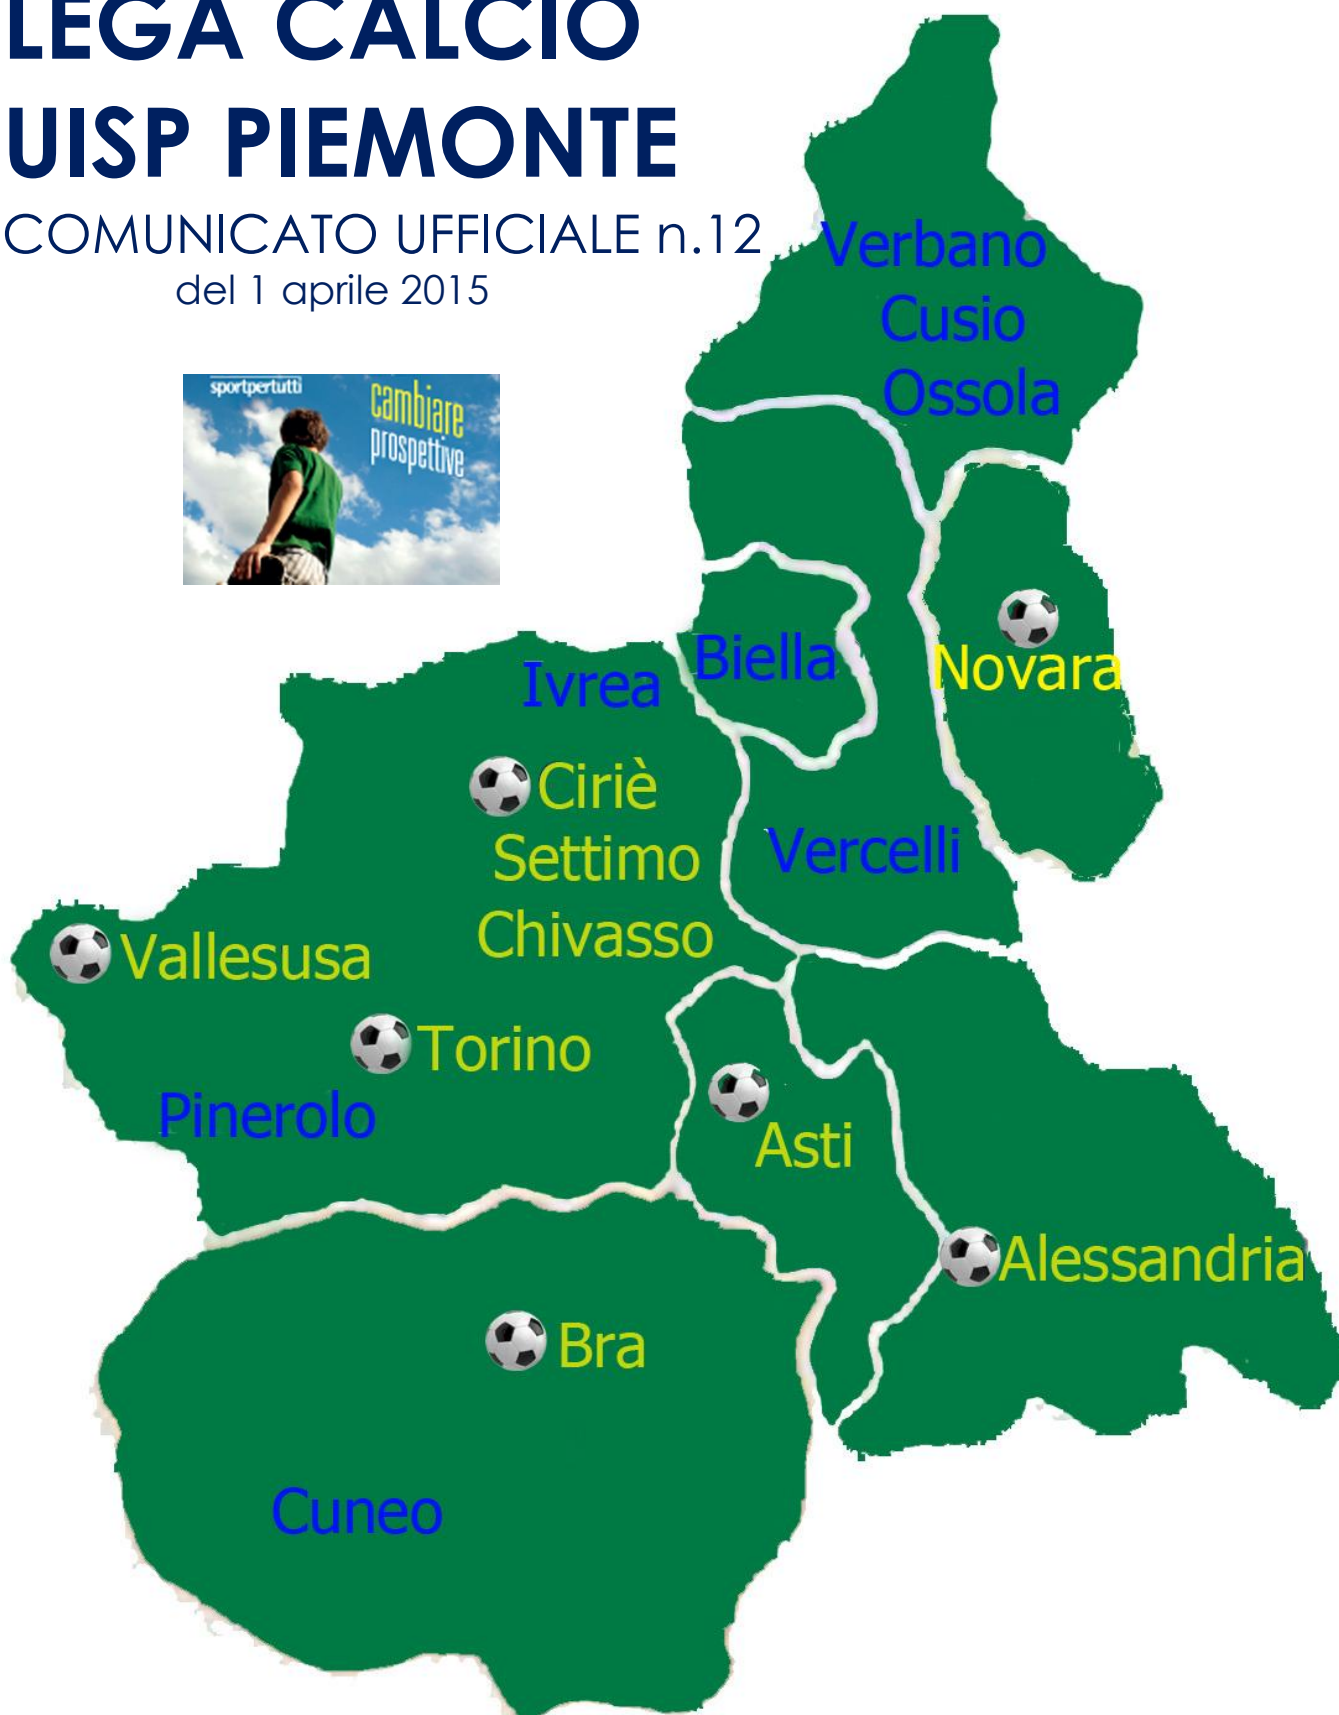 LEGA CALCIO
UISP PIEMONTE
COMUNICATO UFFICIALE n.12
del 1 aprile 2015
sportpertutti
cambiare
prospettive
Verbano
Cusio
Ossola
Novara
Biella
Ivrea
Ciriè
Settimo
Chivasso
Vercelli
Vallesusa
Torino
Pinerolo
Asti
Alessandria
Bra
Cuneo